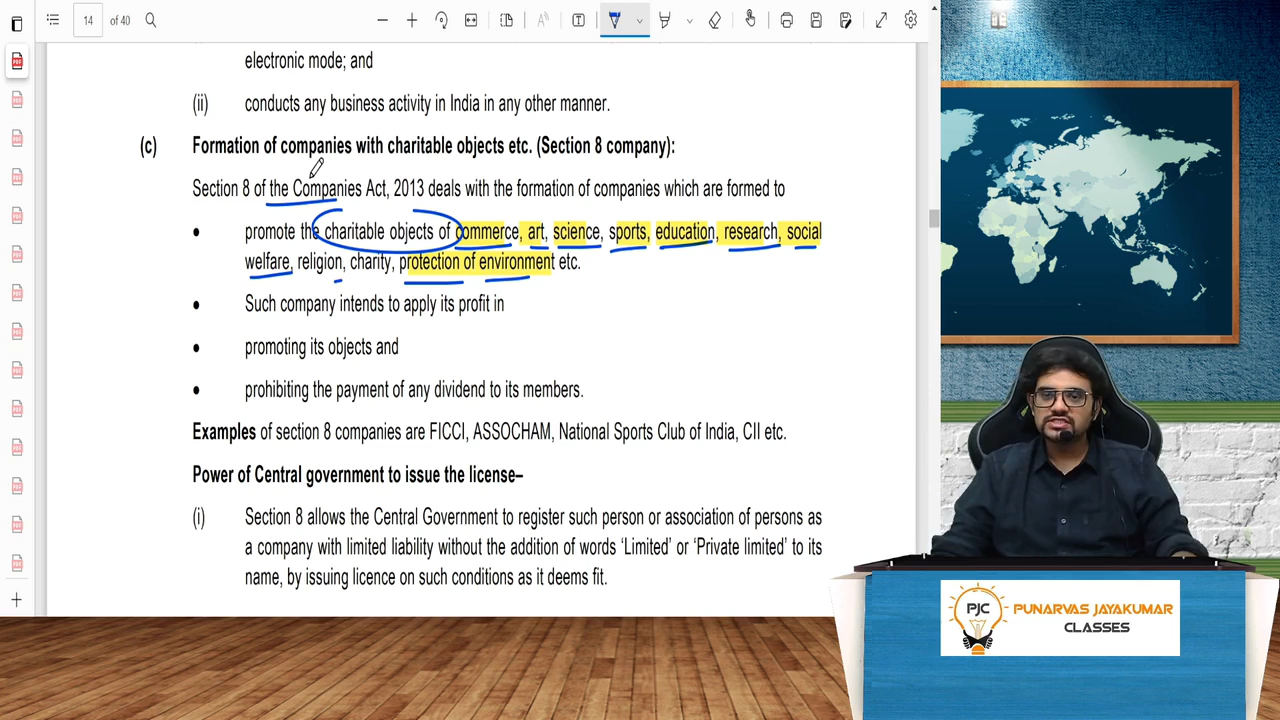 14 of 40
electronic mode; and
(ii) conducts any business activity in India in any other manner.
(c) Formation of companies with charitable objects etc. (Section 8 company):
Section 8 of the Companies Act, 2013 deals with the formation of companies which are formed to
• promote the charitable objects of commerce, art, science, sports, education, research, social
welfare, religion, charity, protection of environment etc.
• Such company intends to apply its profit in
• promoting its objects and
• prohibiting the payment of any dividend to its members.
Examples of section 8 companies are FICCI, ASSOCHAM, National Sports Club of India, CII etc.
Power of Central government to issue the license–
(i) Section 8 allows the Central Government to register such person or association of persons as
a company with limited liability without the addition of words ‘Limited’ or ‘Private limited’ to its
name, by issuing licence on such conditions as it deems fit.
PJC
PUNARVAS JAYAKUMAR
CLASSES